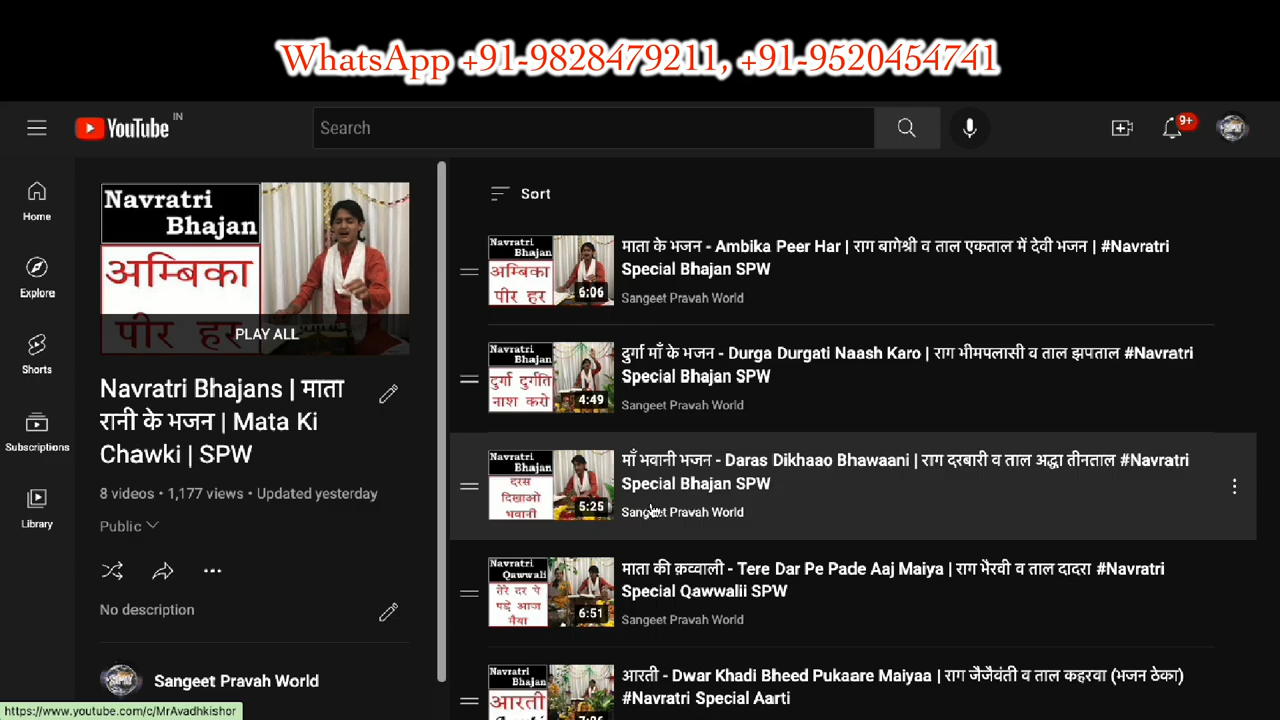 WhatsApp +91-9828479211, +91-9520454741
YouTube IN
Search
9+
Home
Explore
Shorts
Subscriptions
Library
Navratri
Bhajan
अम्बिका
पीर हर
PLAY ALL
Navratri Bhajans | माता
रानी के भजन | Mata Ki
Chawki | SPW
8 videos • 1,177 views • Updated yesterday
Public
No description
Sangeet Pravah World
https://www.youtube.com/c/MrAvadhkishor
Sort
Navratri
Bhajan
अम्बिका
पीर हर
6:06
माता के भजन - Ambika Peer Har | राग बागेश्री व ताल एकताल में देवी भजन | #Navratri
Special Bhajan SPW
Sangeet Pravah World
Navratri
Bhajan
दुर्गा दुर्गति
नाश करो
4:49
दुर्गा माँ के भजन - Durga Durgati Naash Karo | राग भीमपलासी व ताल झपताल #Navratri
Special Bhajan SPW
Sangeet Pravah World
Navratri
Bhajan
दरस
दिखाओ
भवानी
5:25
माँ भवानी भजन - Daras Dikhaao Bhawaani | राग दरबारी व ताल अद्धा तीनताल #Navratri
Special Bhajan SPW
Sangeet Pravah World
Navratri
Qawwali
तेरे दर पे
पड़े आज
मैया
6:51
माता की क़व्वाली - Tere Dar Pe Pade Aaj Maiya | राग भैरवी व ताल दादरा #Navratri
Special Qawwalii SPW
Sangeet Pravah World
Navratri
Bhajan
आरती
आरती - Dwar Khadi Bheed Pukaare Maiyaa | राग जैजैवंती व ताल कहरवा (भजन ठेका)
#Navratri Special Aarti